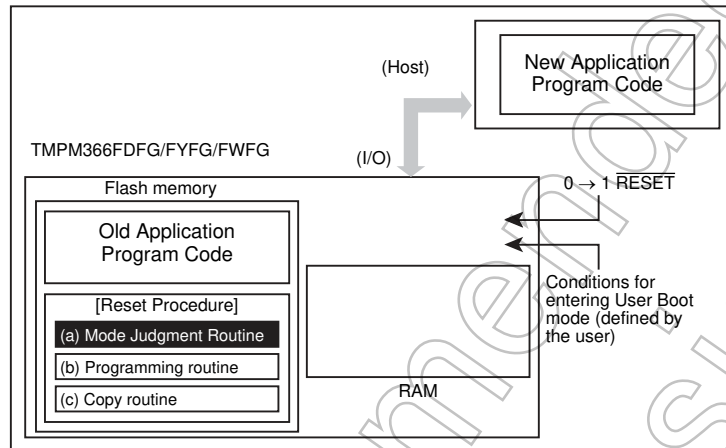 New Application
Program Code
(Host)
TMPM366FDFG/FYFG/FWFG
(I/O)
0 → 1 RESET
Flash memory
Old Application
Program Code
[Reset Procedure]
(a) Mode Judgment Routine
(b) Programming routine
(c) Copy routine
RAM
Conditions for
entering User Boot
mode (defined by
the user)